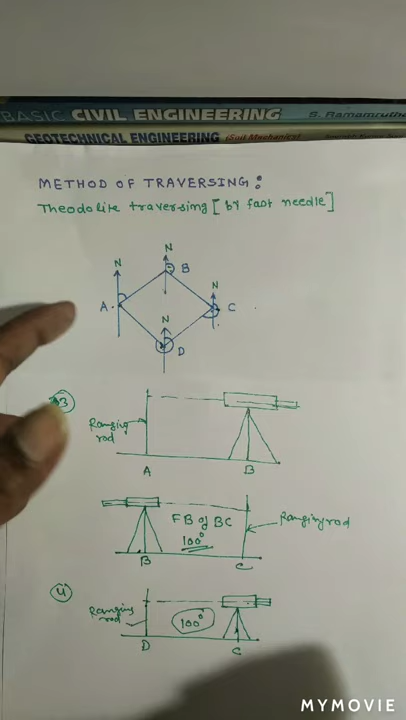 BASIC CIVIL ENGINEERING S. Ramamrutha
GEOTECHNICAL ENGINEERING (Soil Mechanics)
METHOD OF TRAVERSING:
Theodolite traversing [by fast needle]
N
N
B
N
A
C
N
D
3
Ranging
rod
A
B
FB of BC
100°
Ranging rod
B
C
4
Ranging
rod
100°
D
C
MYMOVIE